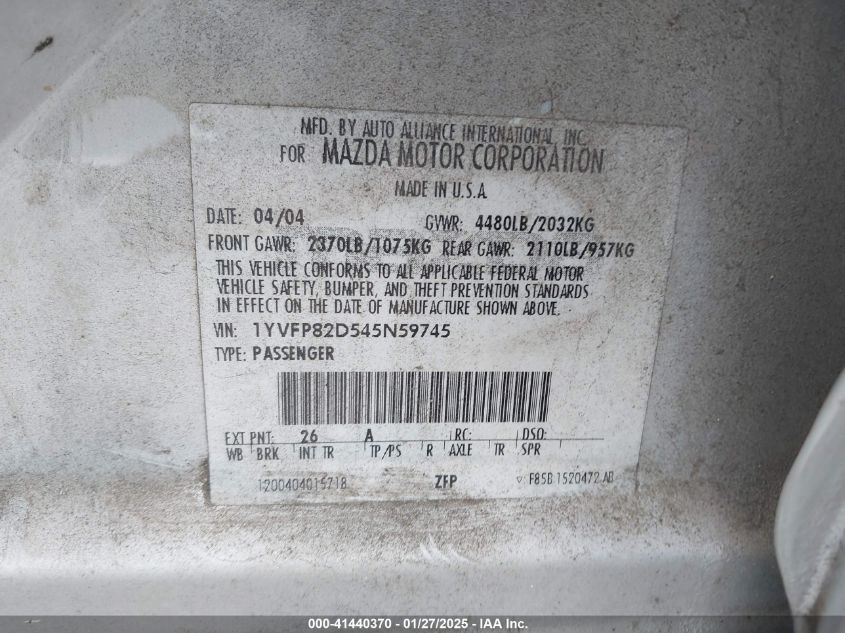 MFD. BY AUTO ALLIANCE INTERNATIONAL, INC
FOR MAZDA MOTOR CORPORATION
MADE IN U.S.A
DATE: 04/04 GVWR: 4480LB/2032KG
FRONT GAWR: 2370LB/1075KG REAR GAWR: 2110LB/957KG
THIS VEHICLE CONFORMS TO ALL APPLICABLE FEDERAL MOTOR
VEHICLE SAFETY, BUMPER, AND THEFT PREVENTION STANDARDS
IN EFFECT ON THE DATE OF MANUFACTURE SHOWN ABOVE.
VIN: 1YVFP82D545N59745
TYPE: PASSENGER
EXT PNT: 26 A RC: DSO:
WB BRK INT TR TP/PS R AXLE TR SPR
1200404015718 ZFP F85B 1520472 AB
000-41440370 - 01/27/2025 - IAA Inc.